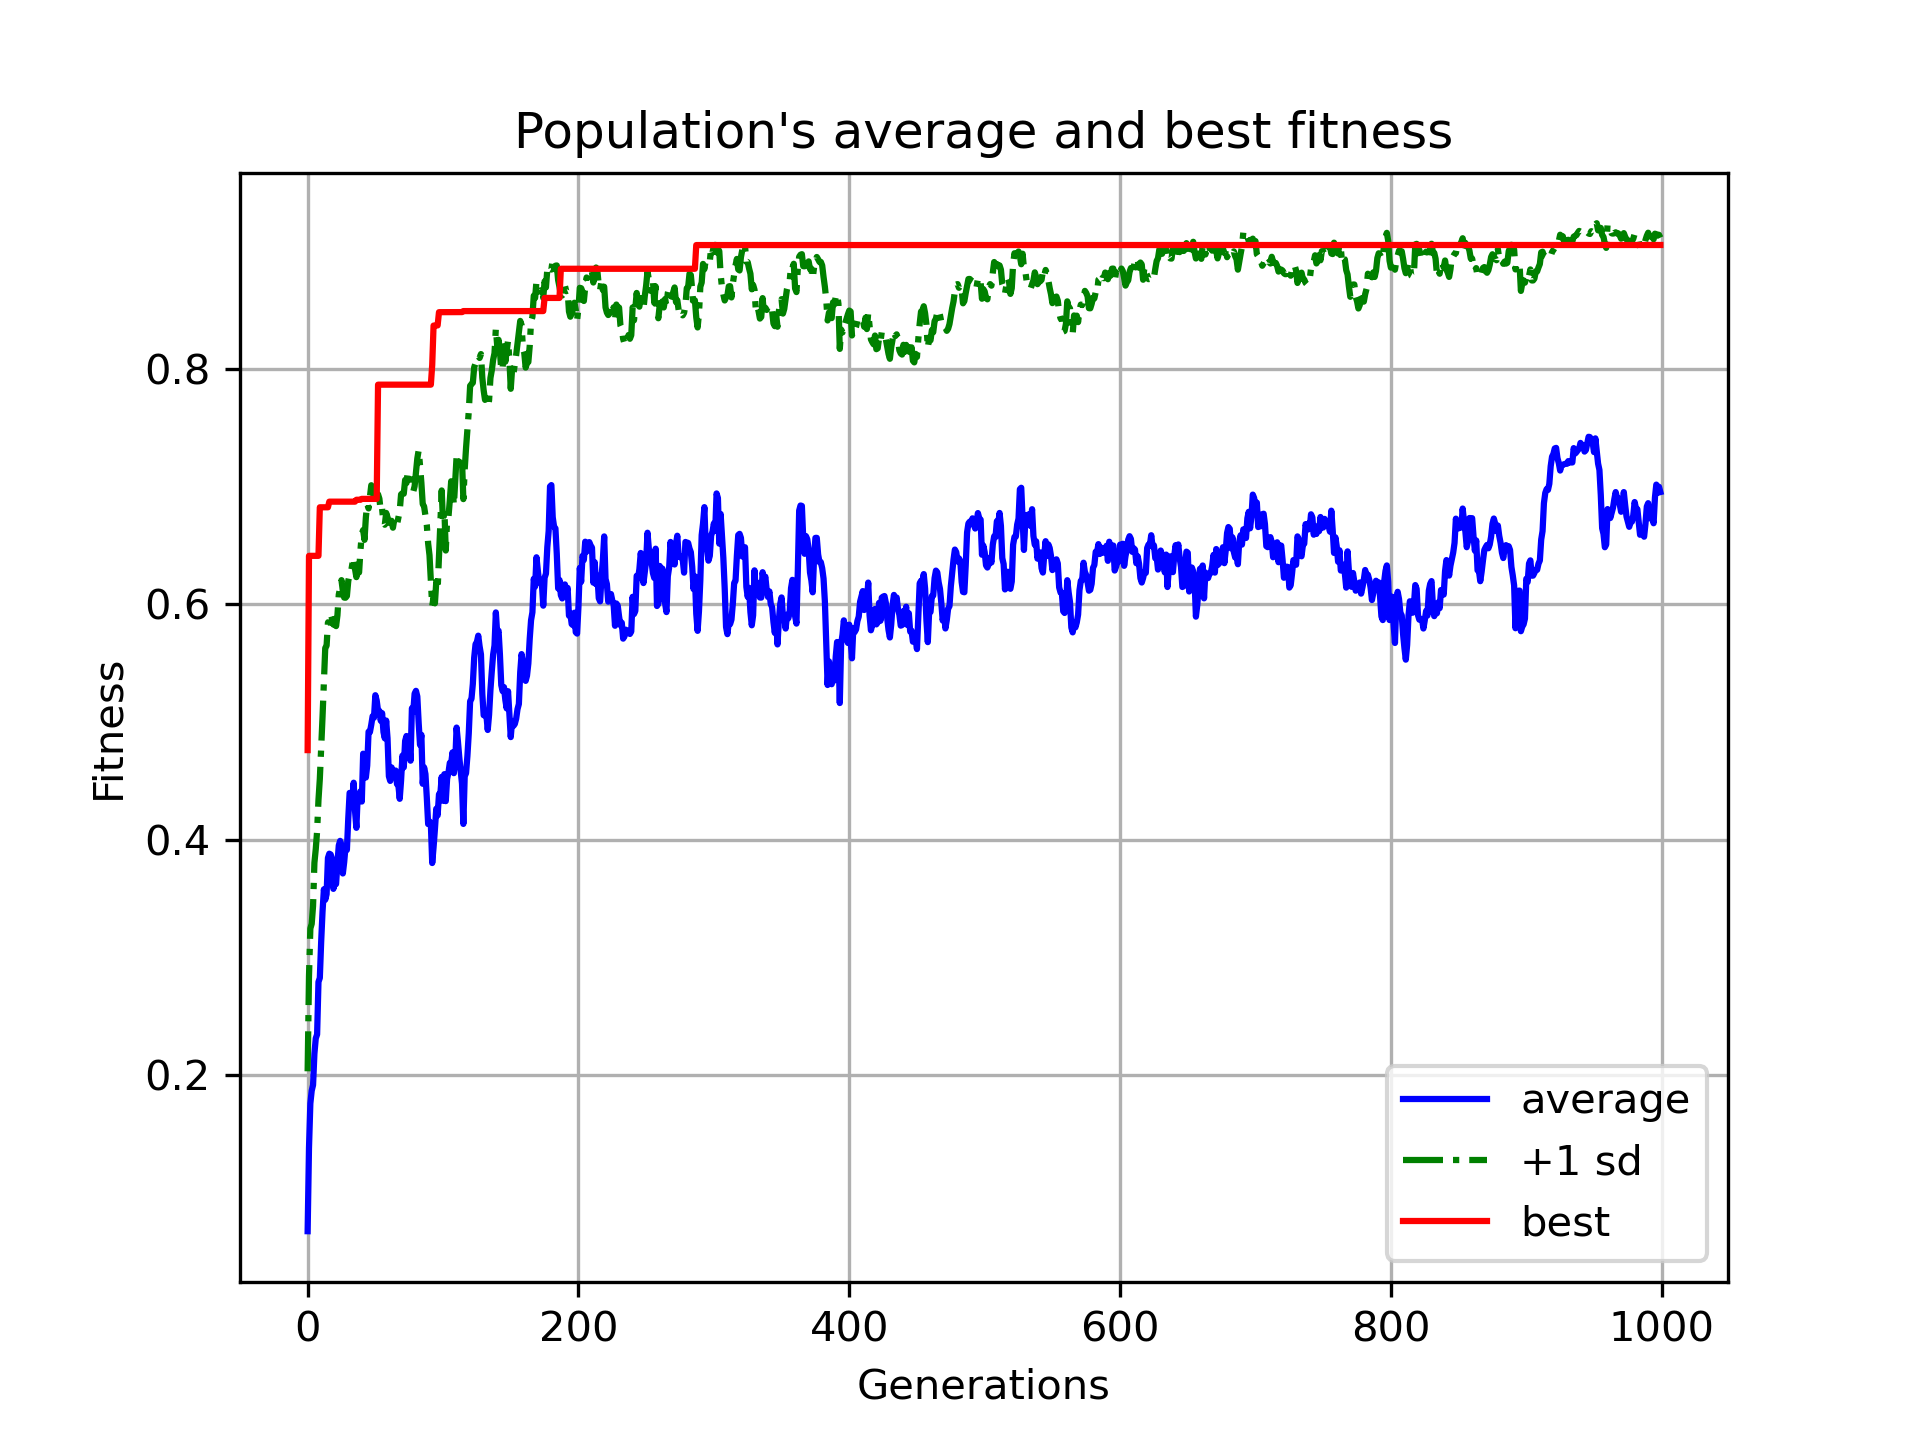 Population's average and best fitness
Fitness
0.8
0.6
0.4
0.2
0 200 400 600 800 1000
Generations
average
+1 sd
best